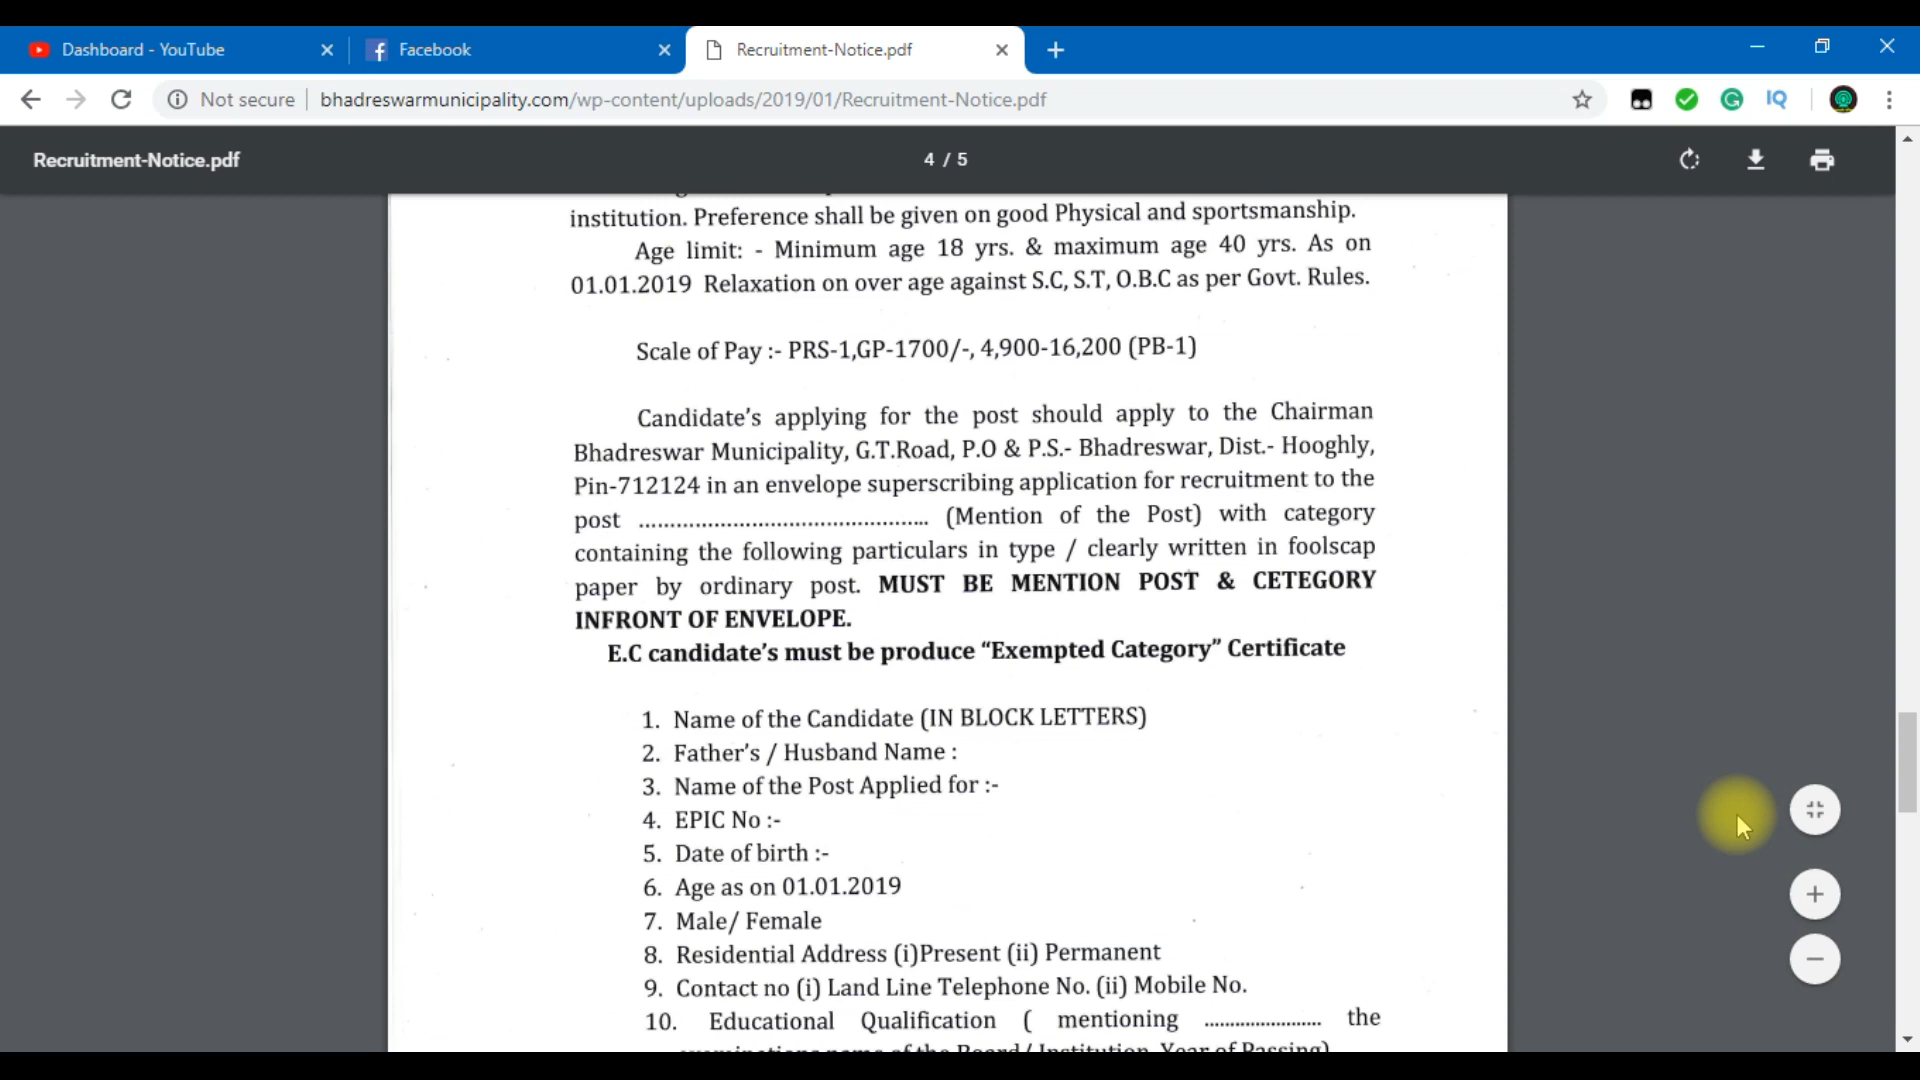 Dashboard - YouTube
Facebook
Recruitment-Notice.pdf
Not secure
bhadreswarmunicipality.com/wp-content/uploads/2019/01/Recruitment-Notice.pdf
IQ
Recruitment-Notice.pdf
4 / 5
institution. Preference shall be given on good Physical and sportsmanship.
Age limit: - Minimum age 18 yrs. & maximum age 40 yrs. As on
01.01.2019 Relaxation on over age against S.C, S.T, O.B.C as per Govt. Rules.
Scale of Pay :- PRS-1,GP-1700/-, 4,900-16,200 (PB-1)
Candidate's applying for the post should apply to the Chairman
Bhadreswar Municipality, G.T.Road, P.O & P.S.- Bhadreswar, Dist.- Hooghly,
Pin-712124 in an envelope superscribing application for recruitment to the
post .............................................. (Mention of the Post) with category
containing the following particulars in type / clearly written in foolscap
paper by ordinary post. MUST BE MENTION POST & CETEGORY
INFRONT OF ENVELOPE.
E.C candidate's must be produce “Exempted Category” Certificate
1. Name of the Candidate (IN BLOCK LETTERS)
2. Father's / Husband Name :
3. Name of the Post Applied for :-
4. EPIC No :-
5. Date of birth :-
6. Age as on 01.01.2019
7. Male/ Female
8. Residential Address (i)Present (ii) Permanent
9. Contact no (i) Land Line Telephone No. (ii) Mobile No.
10. Educational Qualification ( mentioning ....................... the
name of the Board/ Institution, Year of Passing)